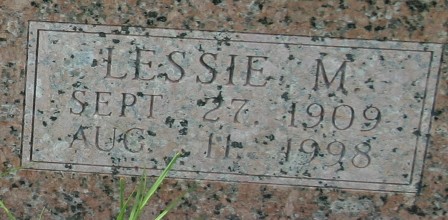 LESSIE M
SEPT 27 1909
AUG 11 1998